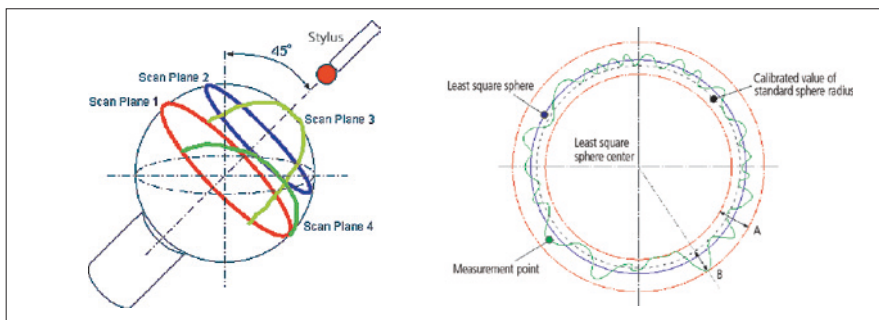 Stylus
45°
Scan Plane 2
Scan Plane 1
Scan Plane 3
Scan Plane 4
Least square sphere
Calibrated value of
standard sphere radius
Least square
sphere center
Measurement point
A
B